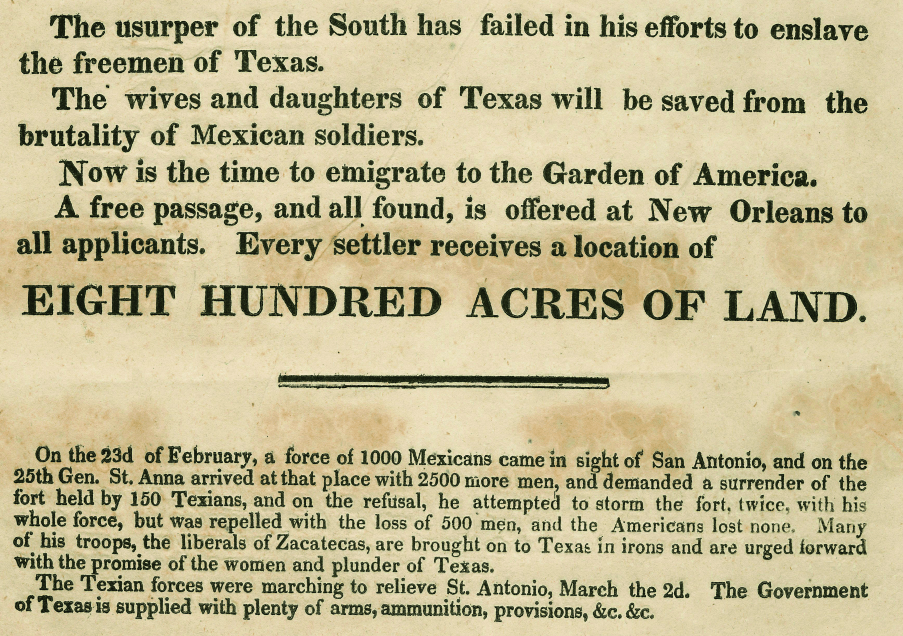 The usurper of the South has failed in his efforts to enslave
the freemen of Texas.
The wives and daughters of Texas will be saved from the
brutality of Mexican soldiers.
Now is the time to emigrate to the Garden of America.
A free passage, and all found, is offered at New Orleans to
all applicants. Every settler receives a location of
EIGHT HUNDRED ACRES OF LAND.
On the 23d of February, a force of 1000 Mexicans came in sight of San Antonio, and on the
25th Gen. St. Anna arrived at that place with 2500 more men, and demanded a surrender of the
fort held by 150 Texians, and on the refusal, he attempted to storm the fort, twice, with his
whole force, but was repelled with the loss of 500 men, and the Americans lost none. Many
of his troops, the liberals of Zacatecas, are brought on to Texas in irons and are urged forward
with the promise of the women and plunder of Texas.
The Texian forces were marching to relieve St. Antonio, March the 2d. The Government
of Texas is supplied with plenty of arms, ammunition, provisions, &c. &c.